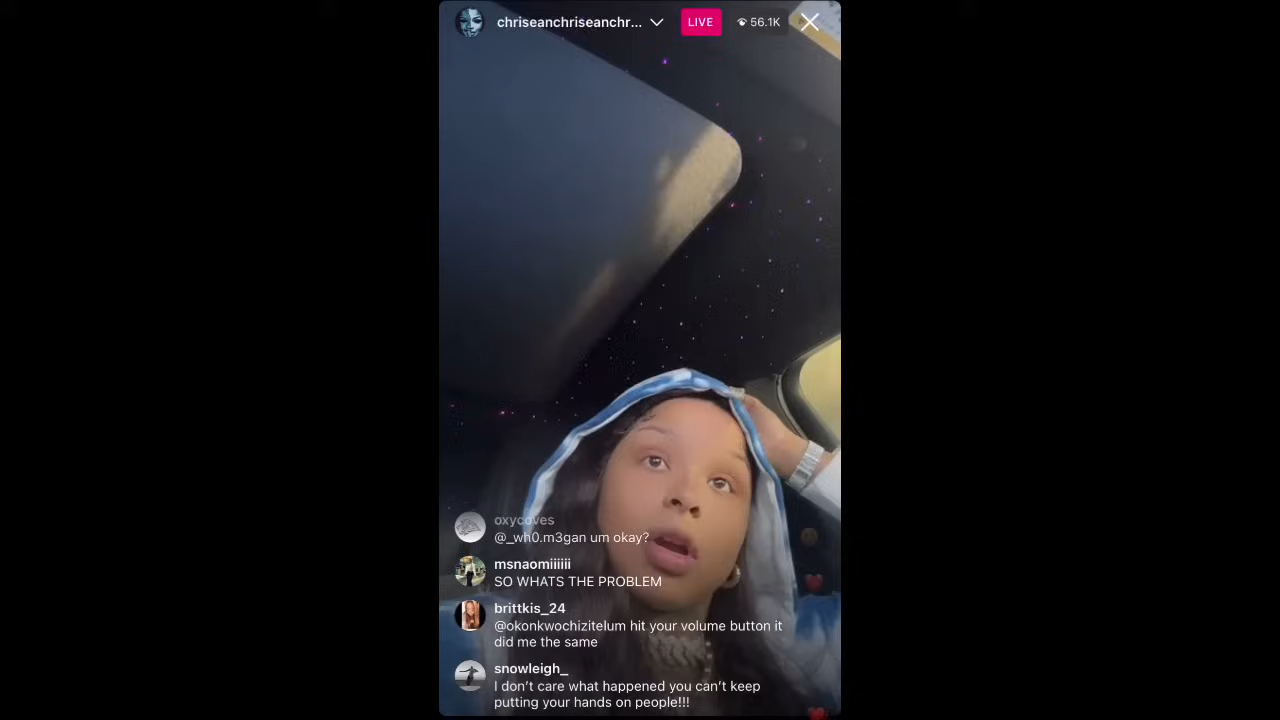 chriseanchriseanchr...
LIVE
56.1K
oxycoves
@_wh0.m3gan um okay?
msnaomiiiiii
SO WHATS THE PROBLEM
brittkis_24
@okonkwochizitelum hit your volume button it
did me the same
snowleigh_
I don’t care what happened you can’t keep
putting your hands on people!!!